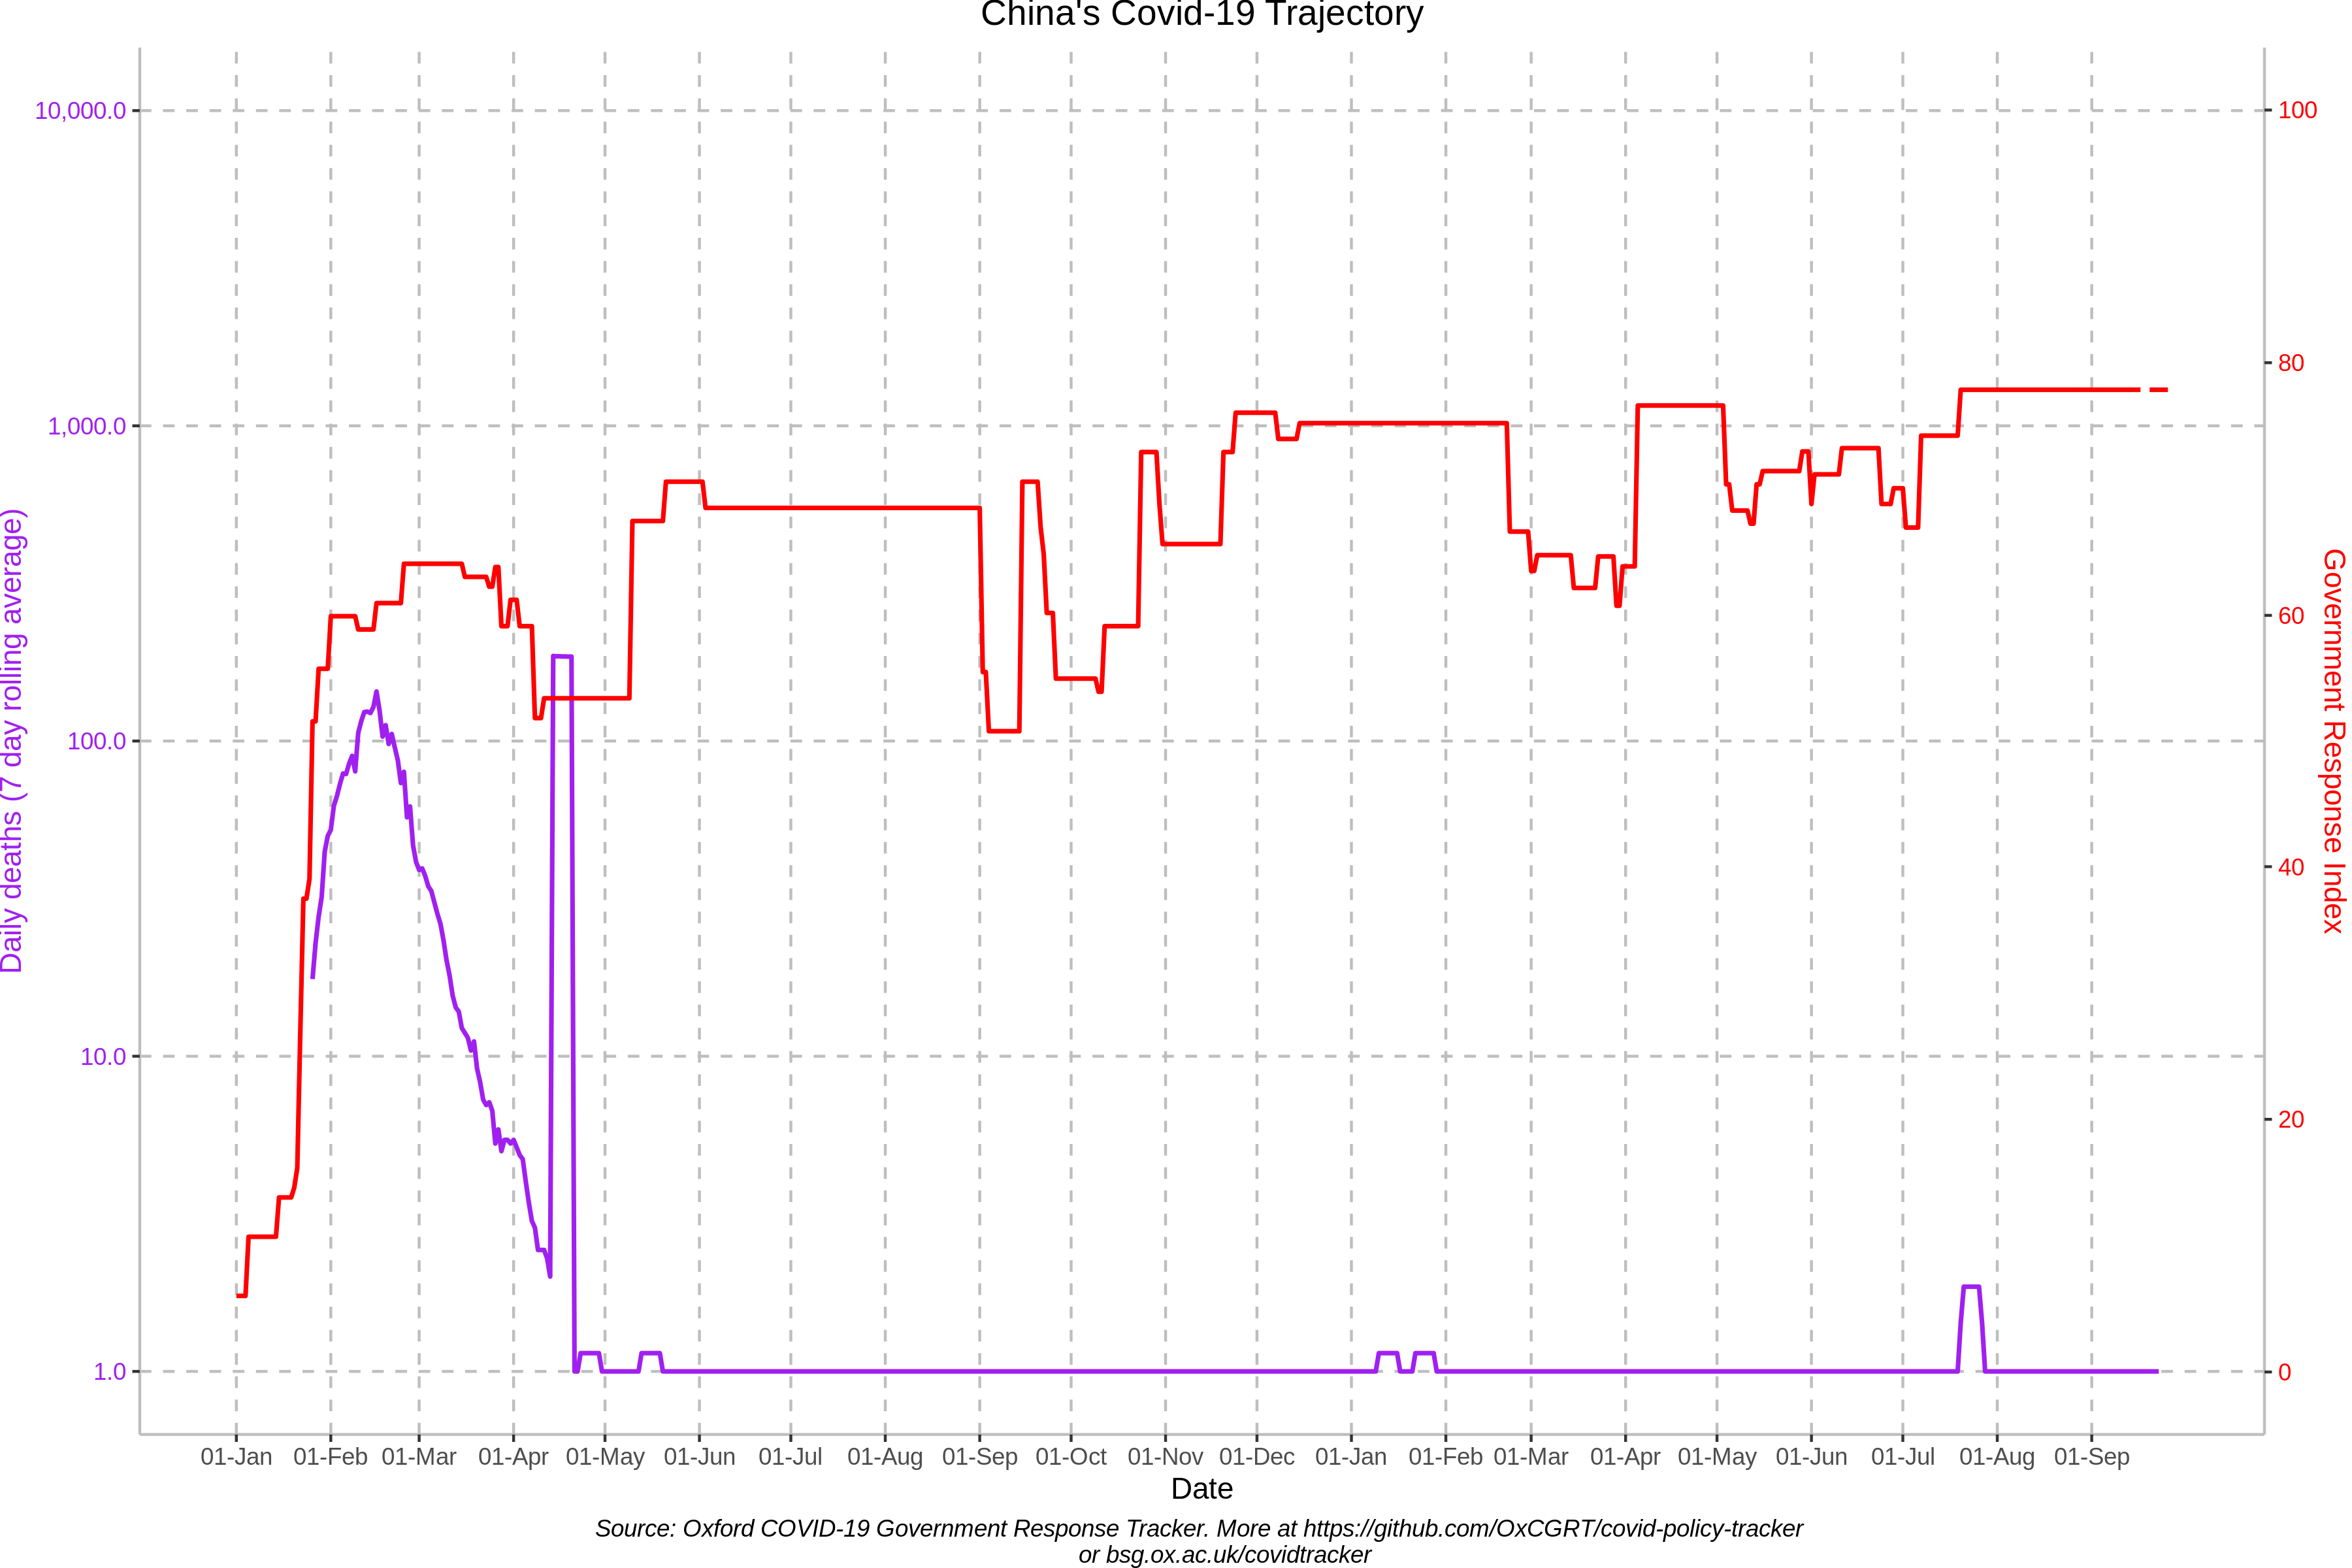 China's Covid-19 Trajectory
10,000.0
1,000.0
100.0
10.0
1.0
Daily deaths (7 day rolling average)
100
80
60
40
20
0
Government Response Index
01-Jan 01-Feb 01-Mar 01-Apr 01-May 01-Jun 01-Jul 01-Aug 01-Sep 01-Oct 01-Nov 01-Dec 01-Jan 01-Feb 01-Mar 01-Apr 01-May 01-Jun 01-Jul 01-Aug 01-Sep
Date
Source: Oxford COVID-19 Government Response Tracker. More at https://github.com/OxCGRT/covid-policy-tracker
or bsg.ox.ac.uk/covidtracker